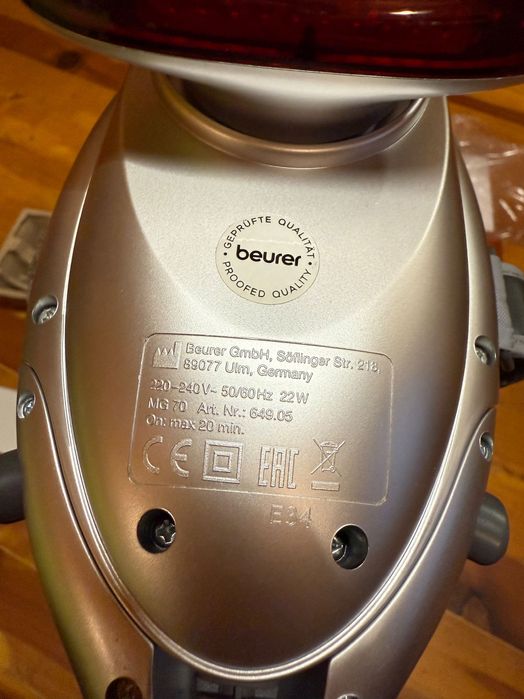 GEPRÜFTE QUALITÄT
beurer
PROOFED QUALITY
Beurer GmbH, Söflinger Str. 218
89077 Ulm, Germany
220-240V~ 50/60Hz 22W
MG 70 Art. Nr.: 649.05
On: max 20 min.
CE EAC
E34